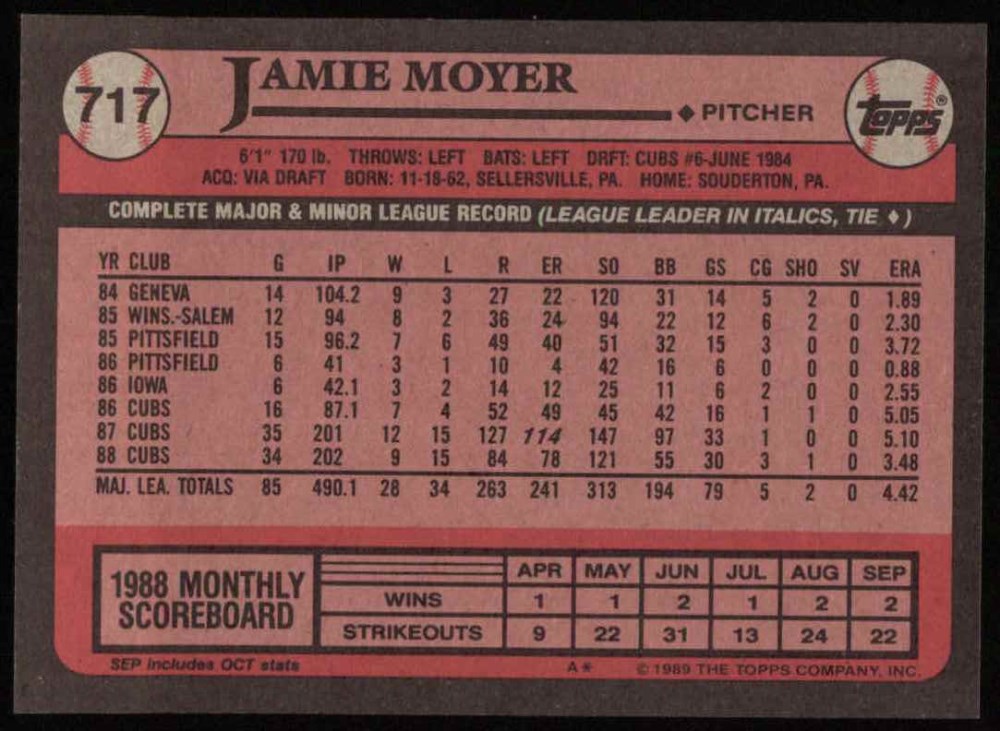 717
JAMIE MOYER
♦ PITCHER
Topps®
6'1" 170 lb. THROWS: LEFT BATS: LEFT DRFT: CUBS #6-JUNE 1984
ACQ: VIA DRAFT BORN: 11-18-62, SELLERSVILLE, PA. HOME: SOUDERTON, PA.
COMPLETE MAJOR & MINOR LEAGUE RECORD (LEAGUE LEADER IN ITALICS, TIE ♦)
YR CLUB G IP W L R ER SO BB GS CG SHO SV ERA
84 GENEVA 14 104.2 9 3 27 22 120 31 14 5 2 0 1.89
85 WINS.-SALEM 12 94 8 2 36 24 94 22 12 6 2 0 2.30
85 PITTSFIELD 15 96.2 7 6 49 40 51 32 15 3 0 0 3.72
86 PITTSFIELD 6 41 3 1 10 4 42 16 6 0 0 0 0.88
86 IOWA 6 42.1 3 2 14 12 25 11 6 2 0 0 2.55
86 CUBS 16 87.1 7 4 52 49 45 42 16 1 1 0 5.05
87 CUBS 35 201 12 15 127 114 147 97 33 1 0 0 5.10
88 CUBS 34 202 9 15 84 78 121 55 30 3 1 0 3.48
MAJ. LEA. TOTALS 85 490.1 28 34 263 241 313 194 79 5 2 0 4.42
1988 MONTHLY
SCOREBOARD
APR MAY JUN JUL AUG SEP
WINS 1 1 2 1 2 2
STRIKEOUTS 9 22 31 13 24 22
SEP includes OCT stats
A* © 1989 THE TOPPS COMPANY, INC.